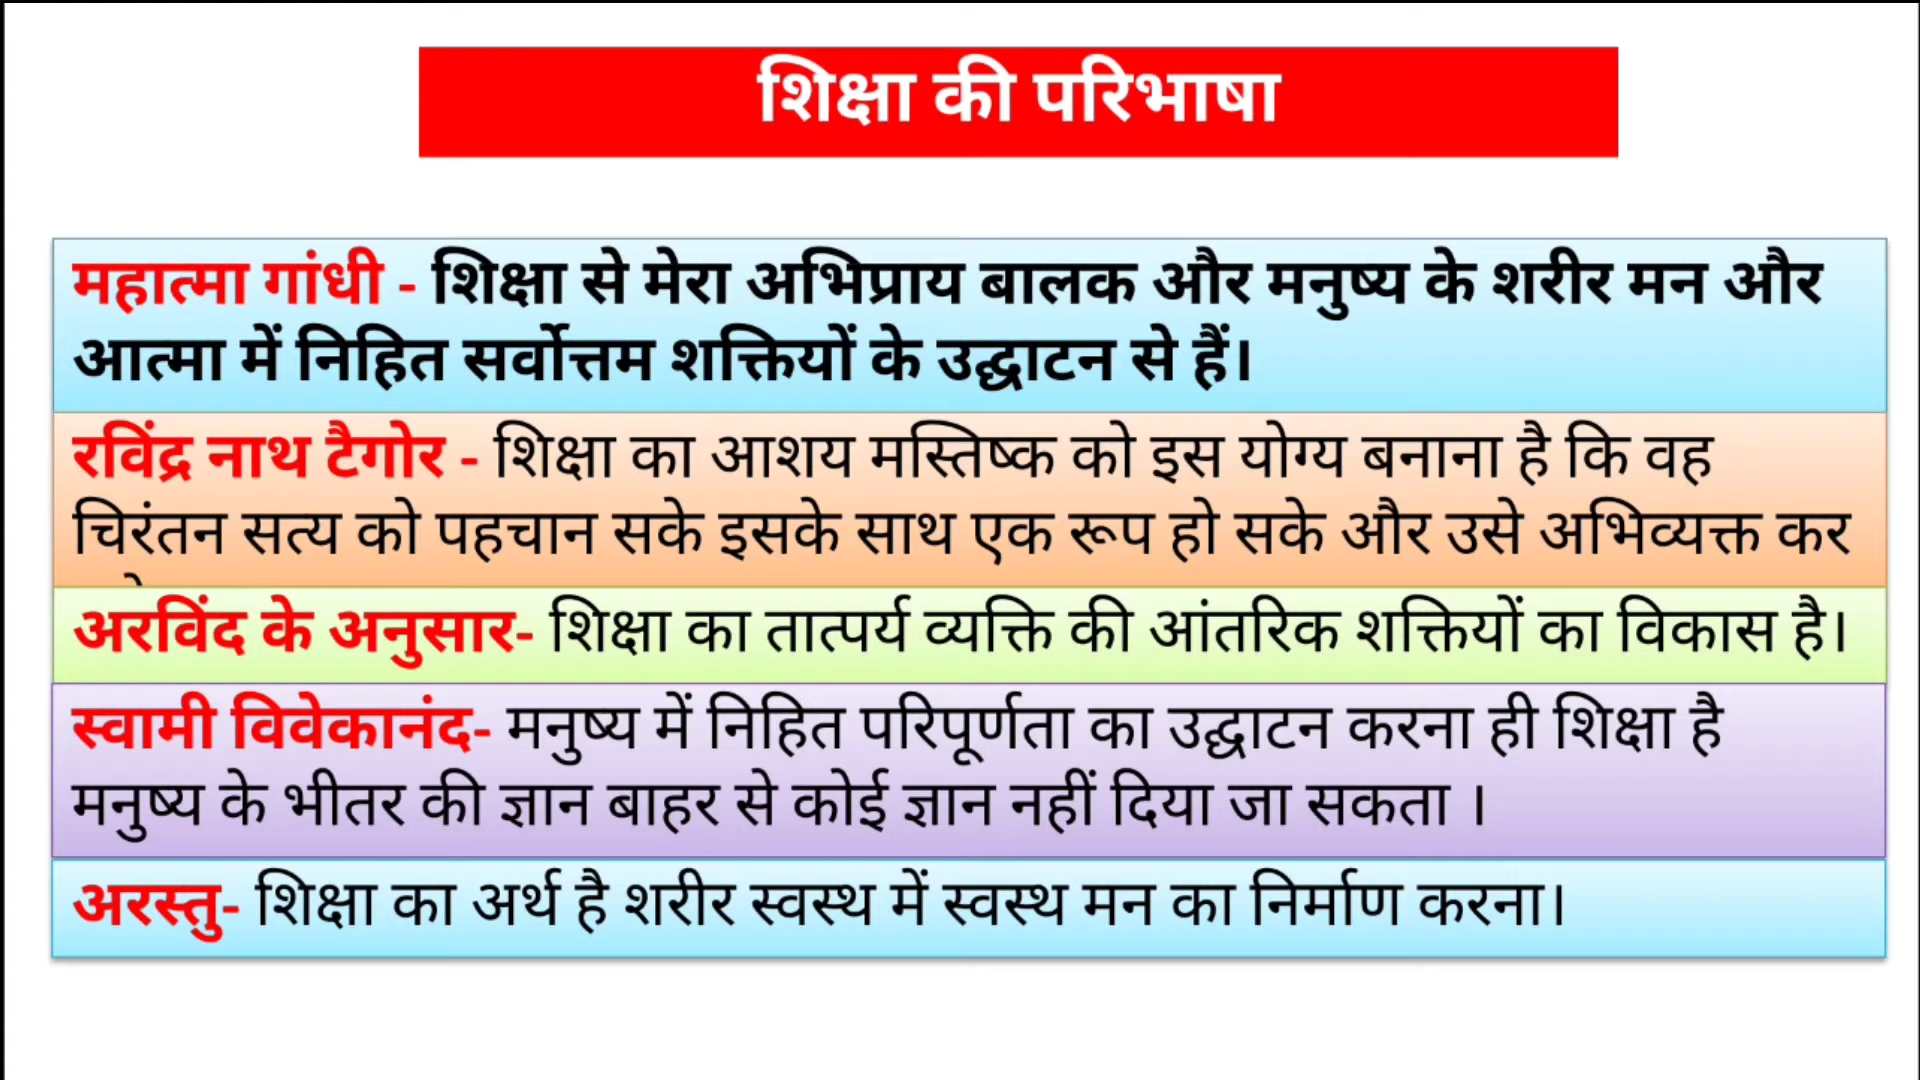 शिक्षा की परिभाषा
महात्मा गांधी - शिक्षा से मेरा अभिप्राय बालक और मनुष्य के शरीर मन और
आत्मा में निहित सर्वोत्तम शक्तियों के उद्घाटन से हैं।
रविंद्र नाथ टैगोर - शिक्षा का आशय मस्तिष्क को इस योग्य बनाना है कि वह
चिरंतन सत्य को पहचान सके इसके साथ एक रूप हो सके और उसे अभिव्यक्त कर
अरविंद के अनुसार- शिक्षा का तात्पर्य व्यक्ति की आंतरिक शक्तियों का विकास है।
स्वामी विवेकानंद- मनुष्य में निहित परिपूर्णता का उद्घाटन करना ही शिक्षा है
मनुष्य के भीतर की ज्ञान बाहर से कोई ज्ञान नहीं दिया जा सकता ।
अरस्तु- शिक्षा का अर्थ है शरीर स्वस्थ में स्वस्थ मन का निर्माण करना।